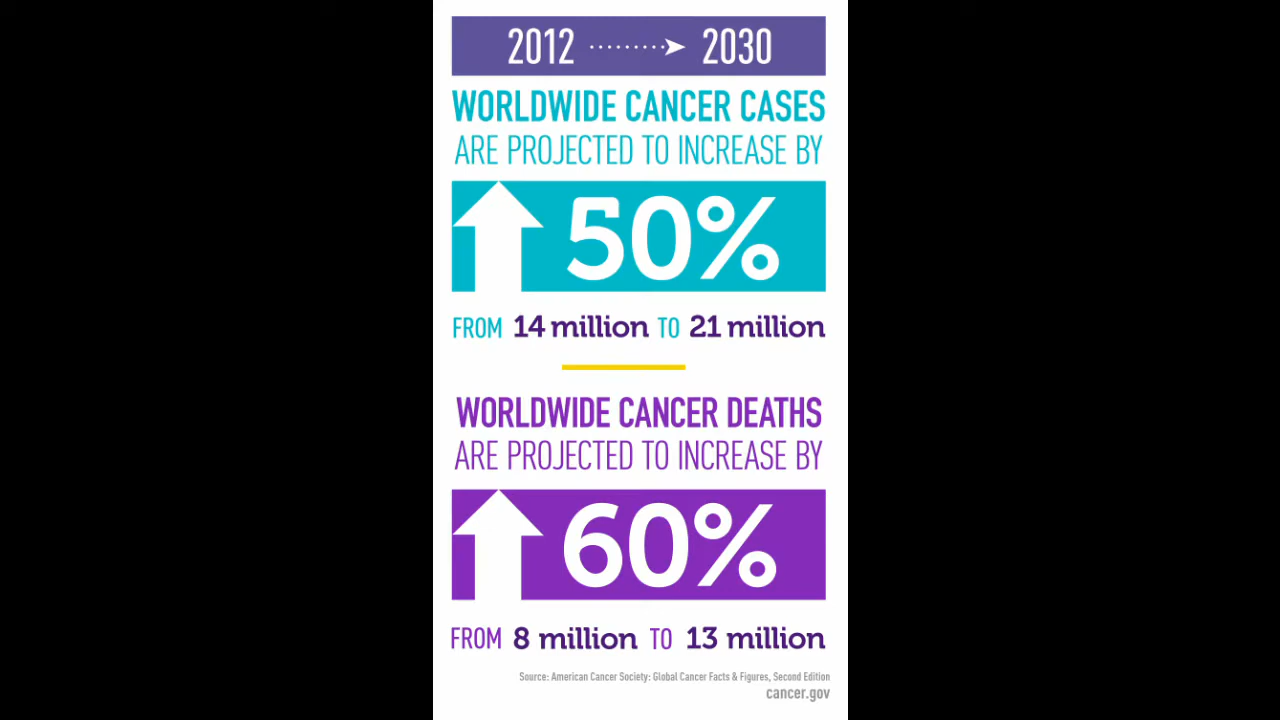 2012 2030
WORLDWIDE CANCER CASES
ARE PROJECTED TO INCREASE BY
50%
FROM 14 million TO 21 million
WORLDWIDE CANCER DEATHS
ARE PROJECTED TO INCREASE BY
60%
FROM 8 million TO 13 million
Source: American Cancer Society: Global Cancer Facts & Figures, Second Edition
cancer.gov